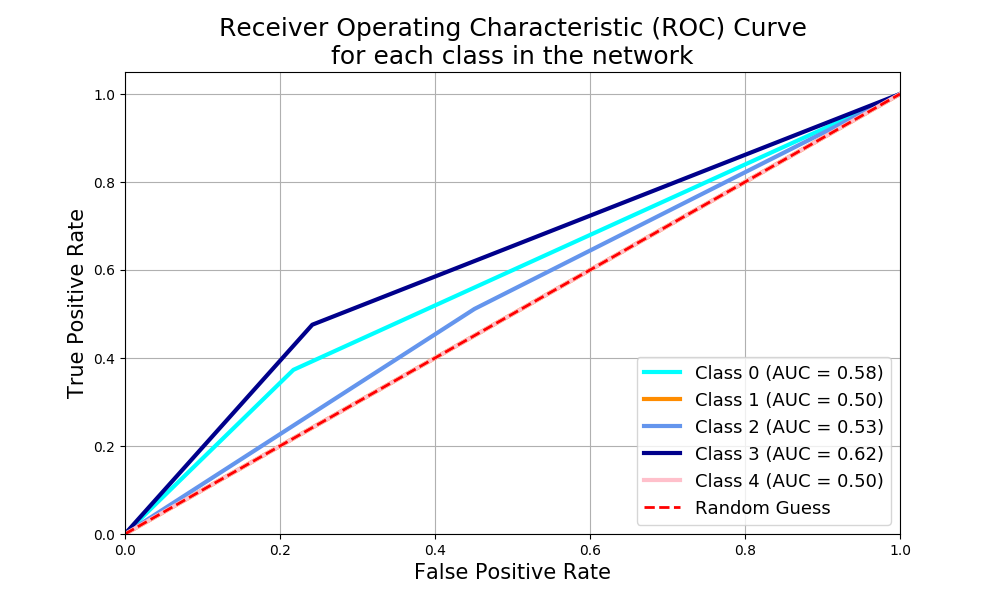 Receiver Operating Characteristic (ROC) Curve
for each class in the network
True Positive Rate
1.0
0.8
0.6
0.4
0.2
0.0
0.0 0.2 0.4 0.6 0.8 1.0
False Positive Rate
Class 0 (AUC = 0.58)
Class 1 (AUC = 0.50)
Class 2 (AUC = 0.53)
Class 3 (AUC = 0.62)
Class 4 (AUC = 0.50)
Random Guess